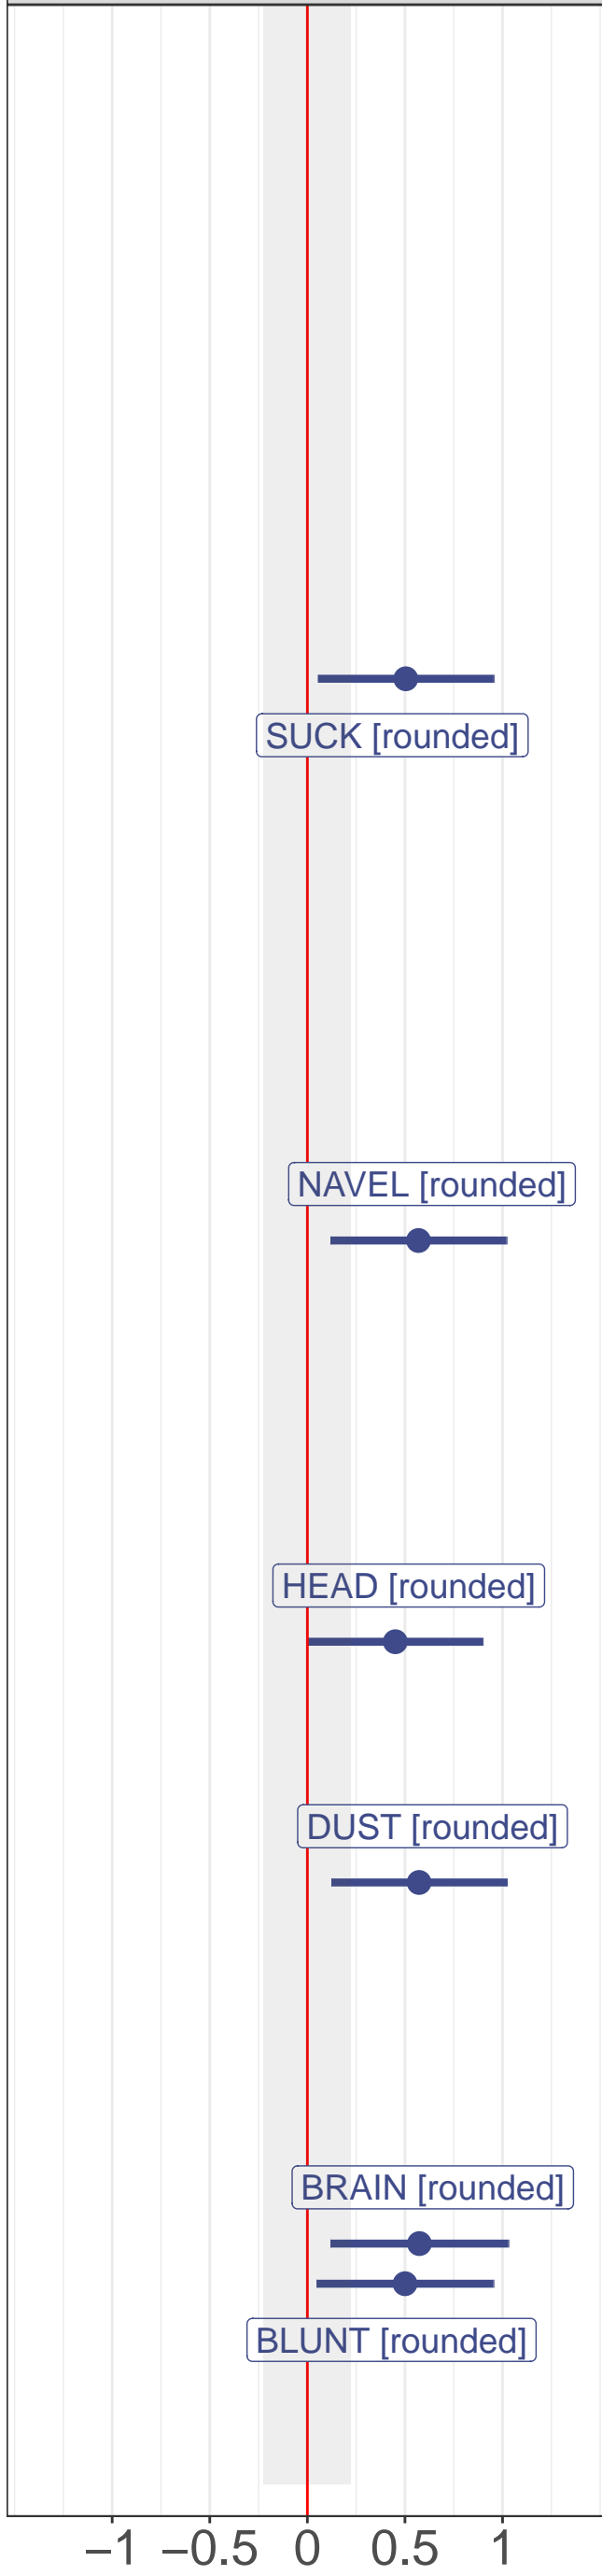 SUCK [rounded]
NAVEL [rounded]
HEAD [rounded]
DUST [rounded]
BRAIN [rounded]
BLUNT [rounded]
−1 −0.5 0 0.5 1